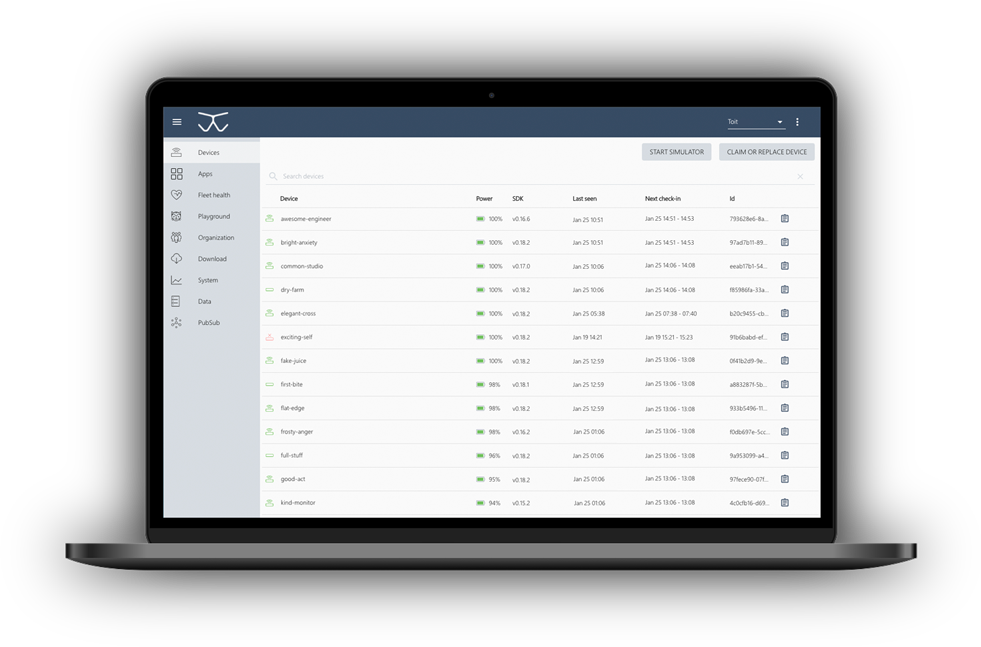 Toit
Devices
START SIMULATOR
CLAIM OR REPLACE DEVICE
Apps
Search devices
Fleet health
Playground
Organization
Download
System
Data
PubSub
Device Power SDK Last seen Next check-in Id
awesome-engineer 100% v0.16.6 Jan 25 10:51 Jan 25 14:51 - 14:53 793628e6-8a...
bright-anxiety 100% v0.18.2 Jan 25 10:51 Jan 25 14:51 - 14:53 97ad7b11-89...
common-studio 100% v0.17.0 Jan 25 10:06 Jan 25 14:06 - 14:08 eeab17b1-54...
dry-farm 100% v0.18.2 Jan 25 10:06 Jan 25 14:06 - 14:08 f85986fa-33a...
elegant-cross 100% v0.18.2 Jan 25 05:38 Jan 25 07:38 - 07:40 b20c9455-cb...
exciting-self 100% v0.18.2 Jan 19 14:21 Jan 19 15:21 - 15:23 91b6babd-ef...
fake-juice 100% v0.18.2 Jan 25 12:59 Jan 25 13:06 - 13:08 0f41b2d9-9e...
first-bite 98% v0.18.1 Jan 25 12:59 Jan 25 13:06 - 13:08 a883287f-5b...
flat-edge 98% v0.18.2 Jan 25 12:59 Jan 25 13:06 - 13:08 933b5496-11...
frosty-anger 98% v0.16.2 Jan 25 01:06 Jan 25 13:06 - 13:08 f0db697e-5cc...
full-stuff 96% v0.18.2 Jan 25 01:06 Jan 25 13:06 - 13:08 9a953099-a4...
good-act 95% v0.18.2 Jan 25 01:06 Jan 25 13:06 - 13:08 97fece90-07f...
kind-monitor 94% v0.15.2 Jan 25 01:06 Jan 25 13:06 - 13:08 4c0cfb16-d69...